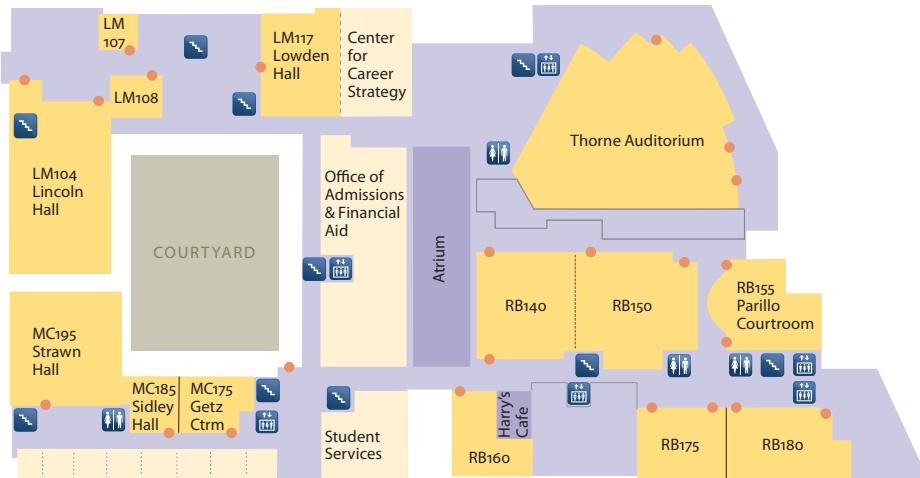 LM
107
LM108
LM117
Lowden
Hall
Center
for
Career
Strategy
Thorne Auditorium
LM104
Lincoln
Hall
COURTYARD
Office of
Admissions
& Financial
Aid
Atrium
RB140
RB150
RB155
Parillo
Courtroom
MC195
Strawn
Hall
MC185
Sidley
Hall
MC175
Getz
Ctrm
Student
Services
Harry's
Cafe
RB160
RB175
RB180